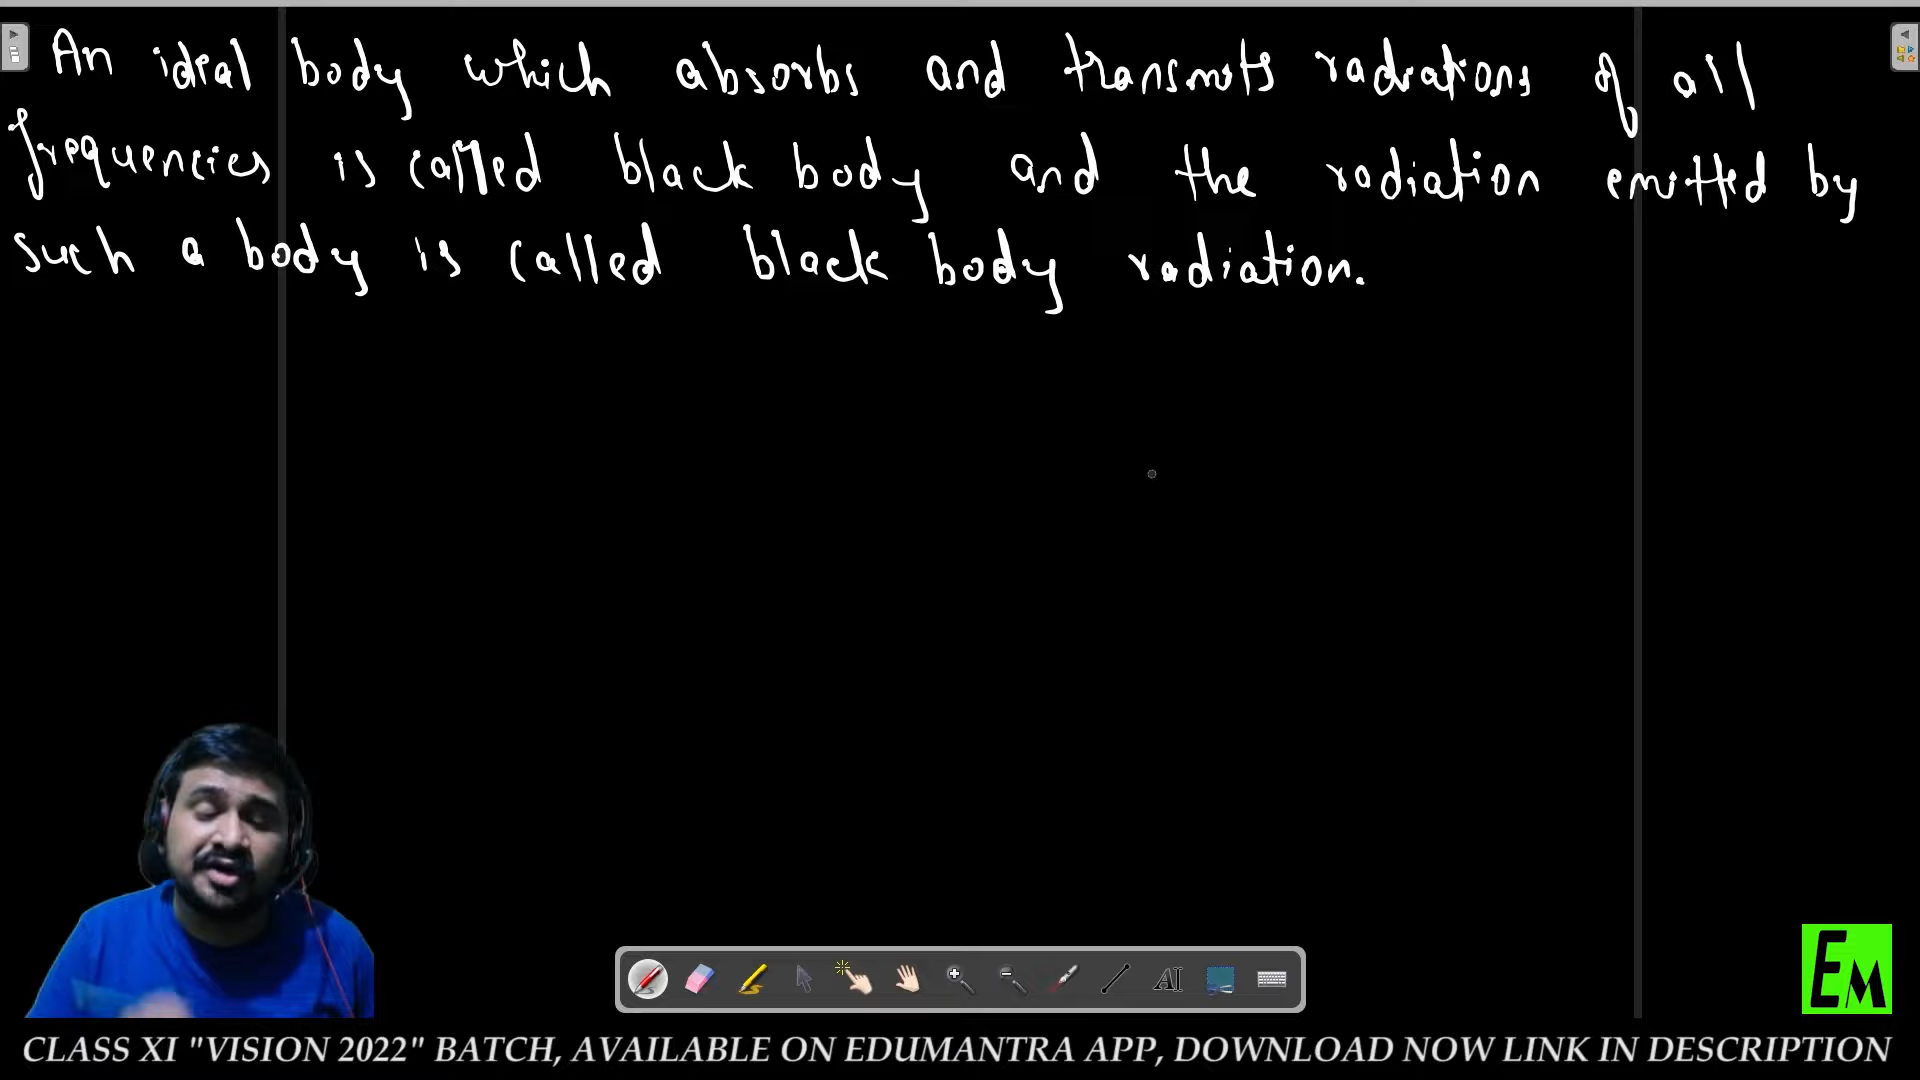 An ideal body which absorbs and transmits radiations of all
frequencies is called black body and the radiation emitted by
such a body is called black body radiation.
AI
EM
CLASS XI "VISION 2022" BATCH, AVAILABLE ON EDUMANTRA APP, DOWNLOAD NOW LINK IN DESCRIPTION